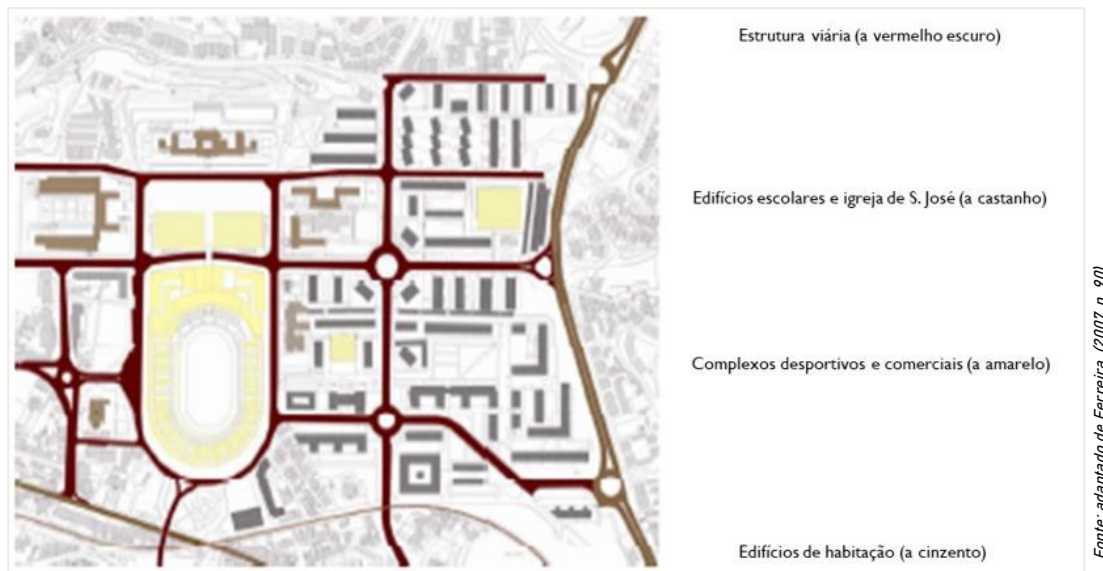 Estrutura viária (a vermelho escuro)
Edifícios escolares e igreja de S. José (a castanho)
Complexos desportivos e comerciais (a amarelo)
Edifícios de habitação (a cinzento)
Fonte: adaptado de Ferreira, (2007, p. 90)